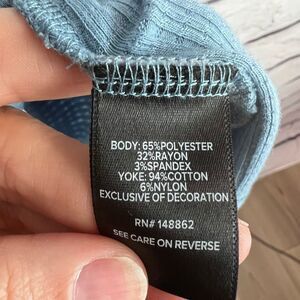 BODY: 65%POLYESTER
32%RAYON
3%SPANDEX
YOKE: 94%COTTON
6%NYLON
EXCLUSIVE OF DECORATION
RN# 148862
SEE CARE ON REVERSE